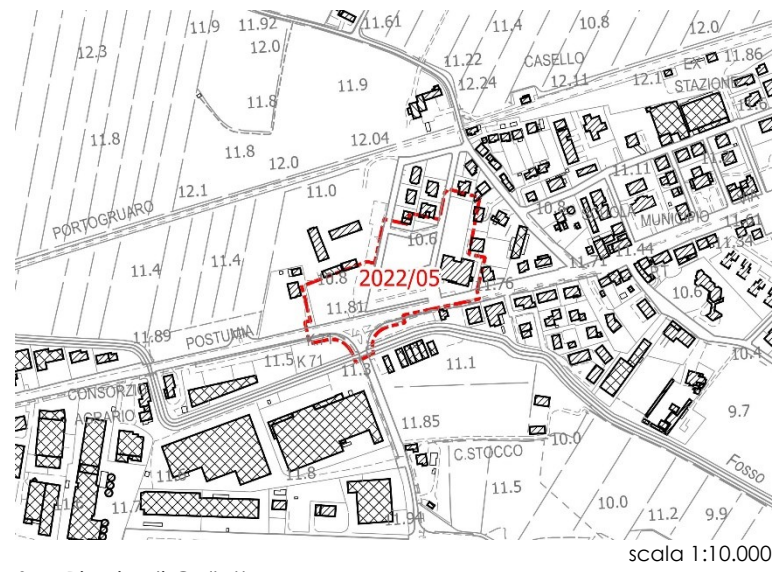 11.9 11.92 11.61 11.4 10.8 12.0
12.3 12.0 11.22 CASELLO EX 11.86
11.9 12.24 12.11 12.1 STAZIONE
11.8
11.8 11.8 12.04
12.0 11.11
12.1 11.0 10.8 MUNICIPIO
PORTOGRUARO 10.6 11.44
11.4 11.4 10.8
2022/05
11.81 10.6
11.89 POSTUMIA
11.5 K 71 11.3 11.1 10.4
CONSORZIO
AGRARIO 11.85 9.7
C.STOCCO 10.0
11.8 11.5 Fosso
11.7 10.0 11.2 9.9
11.94
scala 1:10.000